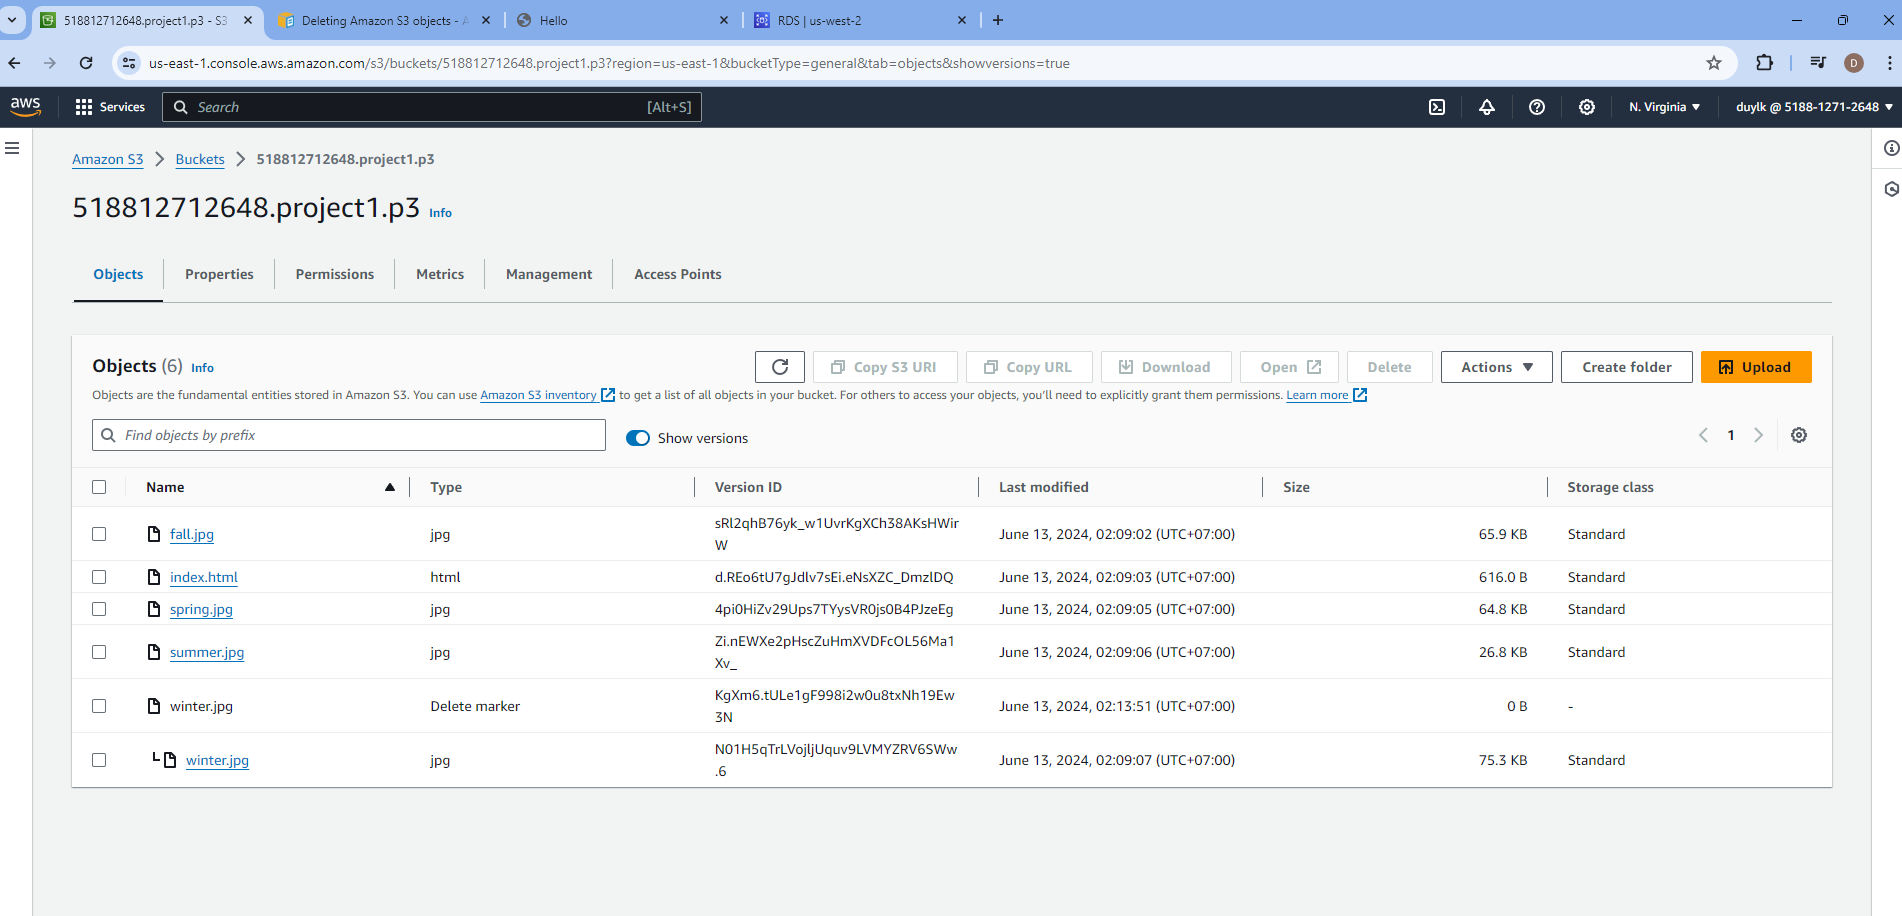 518812712648.project1.p3 - S3
Deleting Amazon S3 objects - A
Hello
RDS | us-west-2
us-east-1.console.aws.amazon.com/s3/buckets/518812712648.project1.p3?region=us-east-1&bucketType=general&tab=objects&showversions=true
D
aws
Services
Search
[Alt+S]
N. Virginia
duylk @ 5188-1271-2648
Amazon S3
Buckets
518812712648.project1.p3
518812712648.project1.p3 Info
Objects
Properties
Permissions
Metrics
Management
Access Points
Objects (6) Info
Copy S3 URI
Copy URL
Download
Open
Delete
Actions
Create folder
Upload
Objects are the fundamental entities stored in Amazon S3. You can use Amazon S3 inventory to get a list of all objects in your bucket. For others to access your objects, you'll need to explicitly grant them permissions. Learn more
Find objects by prefix
Show versions
1
Name Type Version ID Last modified Size Storage class
fall.jpg jpg sRl2qhB76yk_w1UvrKgXCh38AKsHWir June 13, 2024, 02:09:02 (UTC+07:00) 65.9 KB Standard
W
index.html html d.REo6tU7gJdlv7sEi.eNsXZC_DmzlDQ June 13, 2024, 02:09:03 (UTC+07:00) 616.0 B Standard
spring.jpg jpg 4pi0HiZv29Ups7TYysVR0js0B4PJzeEg June 13, 2024, 02:09:05 (UTC+07:00) 64.8 KB Standard
summer.jpg jpg Zi.nEWXe2pHscZuHmXVDFcOL56Ma1 June 13, 2024, 02:09:06 (UTC+07:00) 26.8 KB Standard
Xv_
winter.jpg Delete marker KgXm6.tULe1gF998i2w0u8txNh19Ew June 13, 2024, 02:13:51 (UTC+07:00) 0 B -
3N
winter.jpg jpg N01H5qTrLVojljUquv9LVMYZRV6SWw June 13, 2024, 02:09:07 (UTC+07:00) 75.3 KB Standard
.6